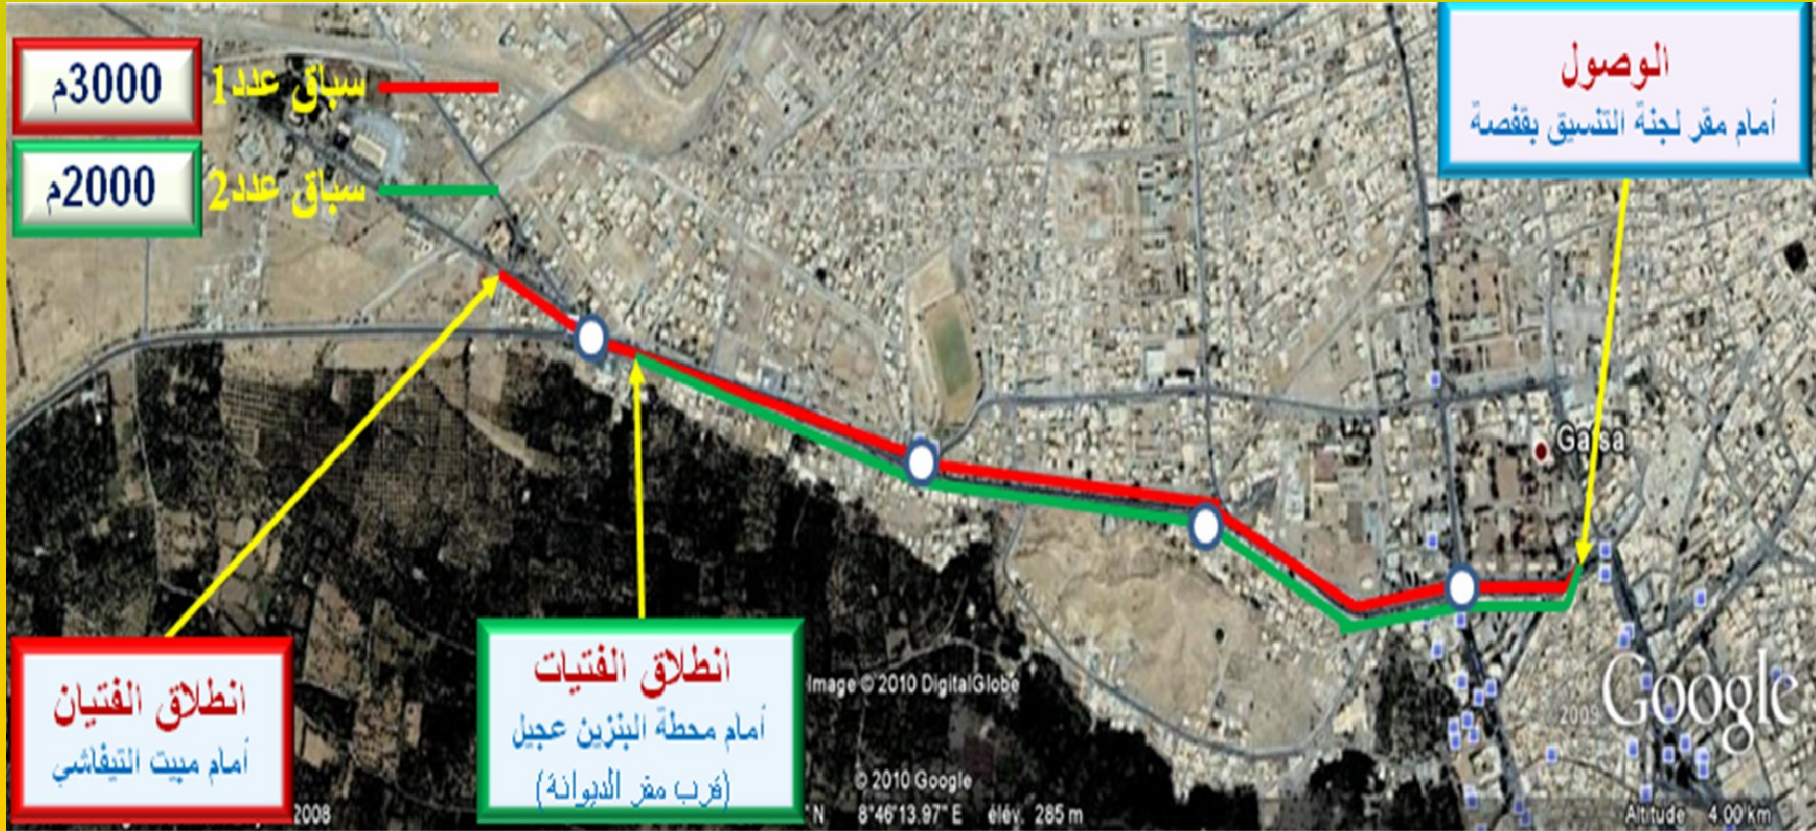 3000م
سباق عدد1
2000م
سباق عدد2
الوصول
أمام مقر لجنة التنسيق بقفصة
Gafsa
انطلاق الفتيان
أمام مبيت التيفاشي
انطلاق الفتيات
أمام محطة البنزين عجيل
(قرب مقر الديوانة)
Image © 2010 DigitalGlobe
© 2010 Google
2009 Google
2008
N 8°46'13.97" E élév. 285 m
Altitude 4.00 km